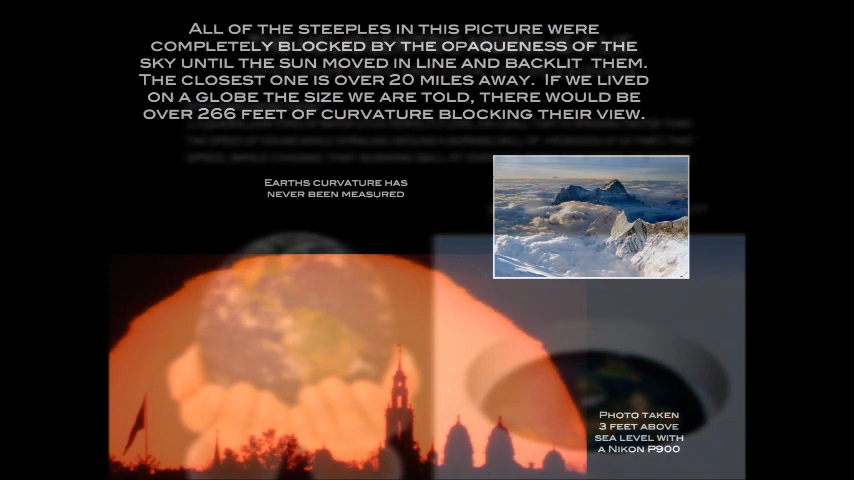 ALL OF THE STEEPLES IN THIS PICTURE WERE
COMPLETELY BLOCKED BY THE OPAQUENESS OF THE
SKY UNTIL THE SUN MOVED IN LINE AND BACKLIT THEM.
THE CLOSEST ONE IS OVER 20 MILES AWAY. IF WE LIVED
ON A GLOBE THE SIZE WE ARE TOLD, THERE WOULD BE
OVER 266 FEET OF CURVATURE BLOCKING THEIR VIEW.
EARTHS CURVATURE HAS
NEVER BEEN MEASURED
PHOTO TAKEN
3 FEET ABOVE
SEA LEVEL WITH
A NIKON P900